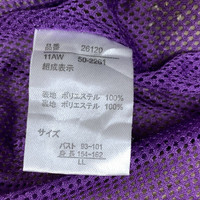 品番 26120
11AW 50-2261
組成表示
表地 ポリエステル 100%
裏地 ポリエステル 100%
サイズ
バスト 93-101
身長 154-162
LL